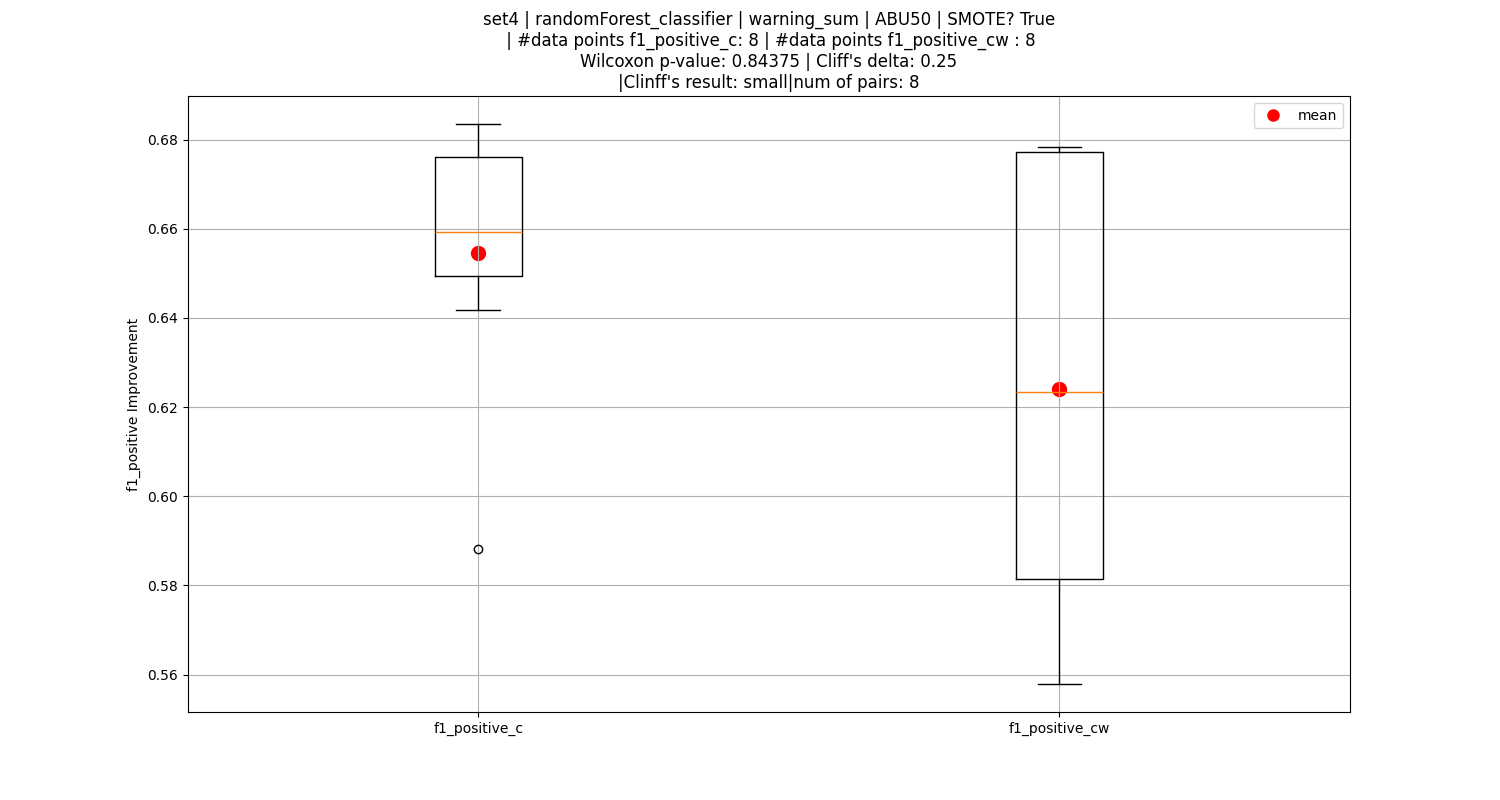 set4 | randomForest_classifier | warning_sum | ABU50 | SMOTE? True
| #data points f1_positive_c: 8 | #data points f1_positive_cw : 8
Wilcoxon p-value: 0.84375 | Cliff's delta: 0.25
|Clinff's result: small|num of pairs: 8
mean
0.68
0.66
0.64
0.62
0.60
0.58
0.56
f1_positive Improvement
f1_positive_c
f1_positive_cw